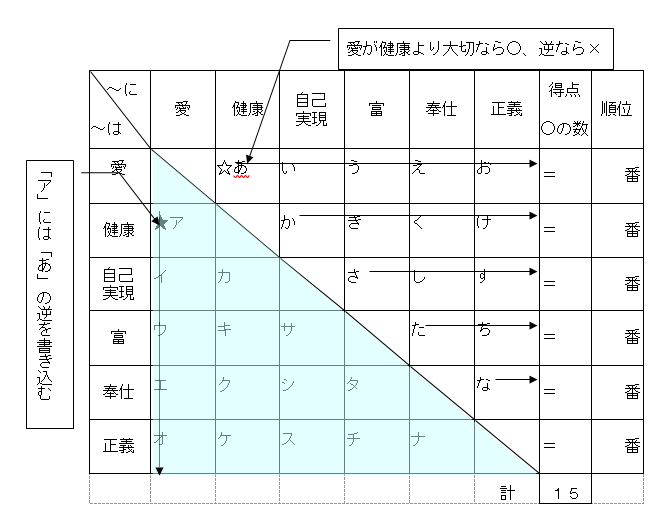 愛が健康より大切なら○、逆なら×
～に
～は
愛 健康 自己実現 富 奉仕 正義 得点 ○の数 順位
愛 ☆あ い う え お ＝ 番
「ア」には「あ」の逆を書き込む
健康 ★ア か き く け ＝ 番
自己実現 イ カ さ し す ＝ 番
富 ウ キ サ た ち ＝ 番
奉仕 エ ク シ タ な ＝ 番
正義 オ ケ ス チ ナ ＝ 番
計 １５